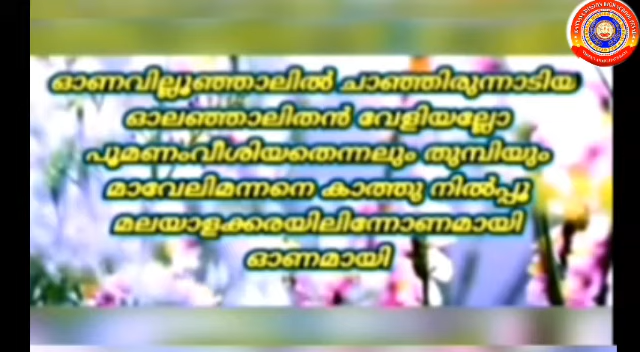 ഓണവില്ലൂഞ്ഞാലിൽ ചാഞ്ഞിരുന്നാടിയ
ഓലഞ്ഞാലിതൻ വേളിയല്ലോ
പൂമണംവീശിയതെന്നലും തുമ്പിയും
മാവേലിമന്നനെ കാത്തു നിൽപ്പൂ
മലയാളക്കരയിലിന്നോണമായി
ഓണമായി